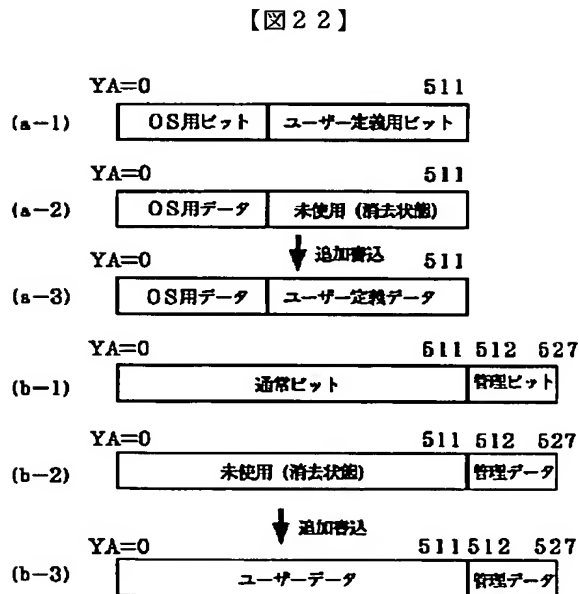 【図22】
YA=0 511
(a-1) OS用ビット ユーザー定義用ビット
YA=0 511
(a-2) OS用データ 未使用 (消去状態)
追加書込
YA=0 511
(a-3) OS用データ ユーザー定義データ
YA=0 511 512 527
(b-1) 通常ビット 管理ビット
YA=0 511 512 527
(b-2) 未使用 (消去状態) 管理データ
追加書込
YA=0 511 512 527
(b-3) ユーザーデータ 管理データ